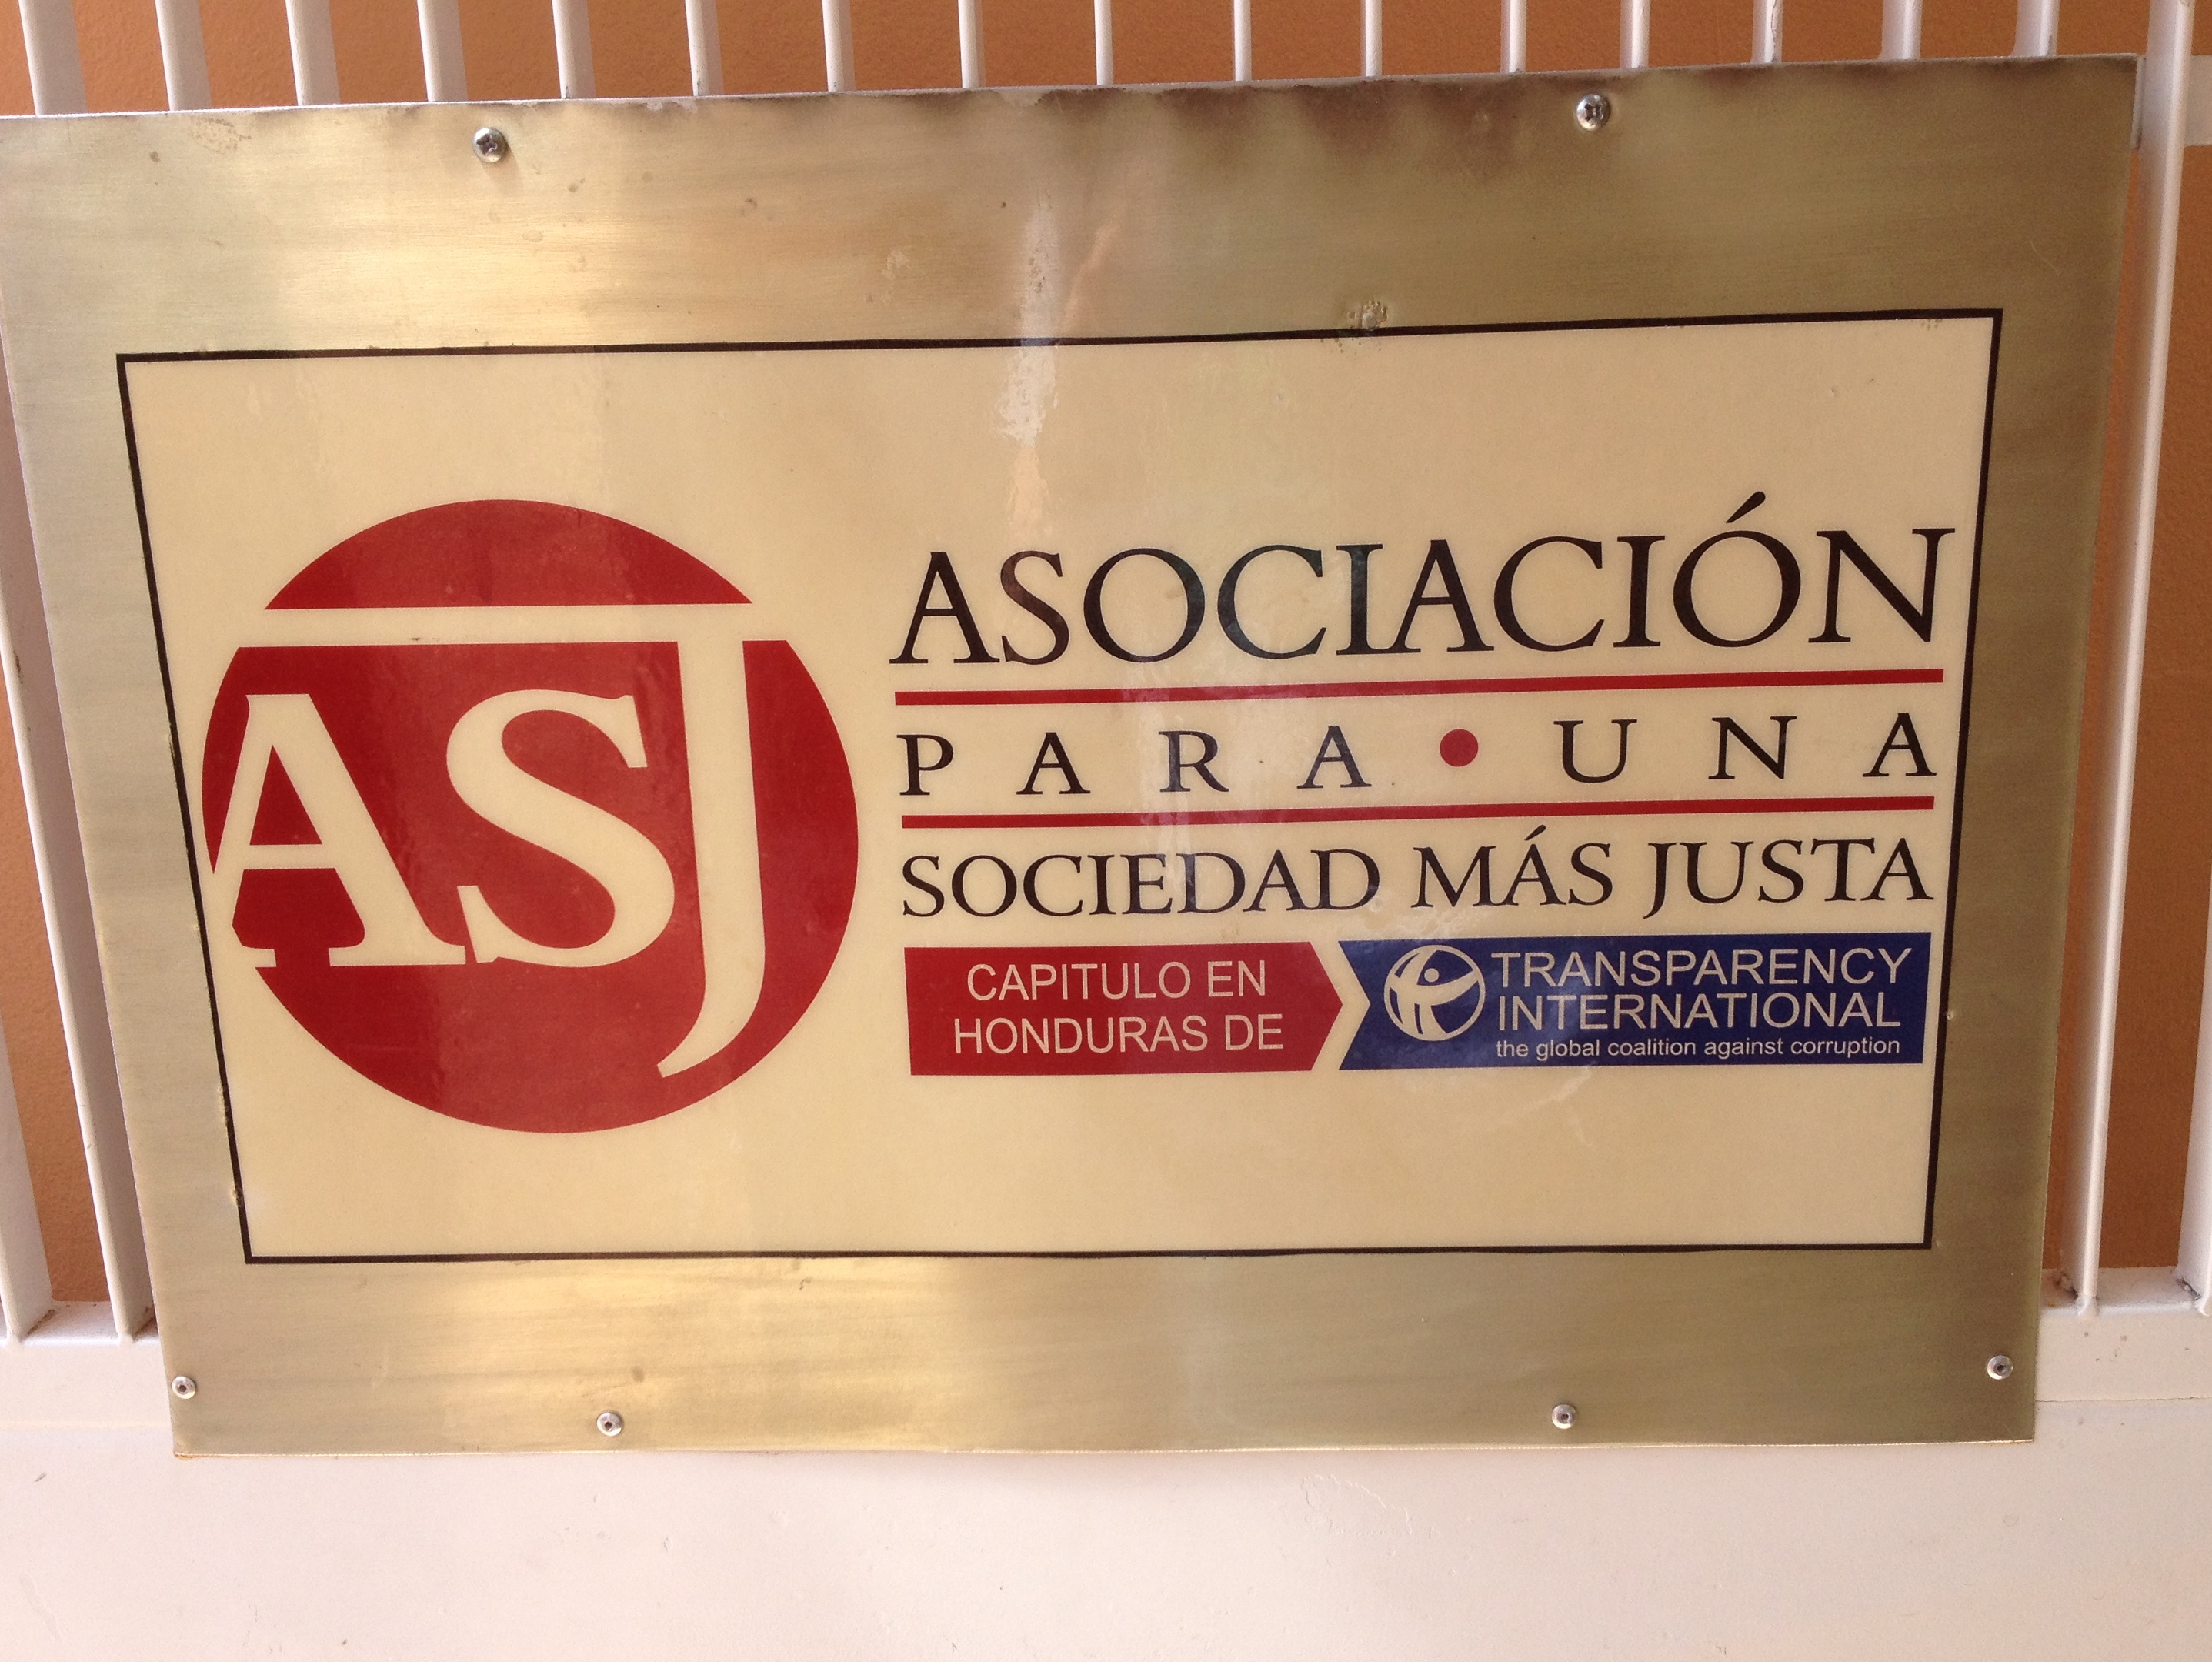 ASJ
ASOCIACIÓN
PARA • UNA
SOCIEDAD MÁS JUSTA
CAPITULO EN
HONDURAS DE
TRANSPARENCY
INTERNATIONAL
the global coalition against corruption